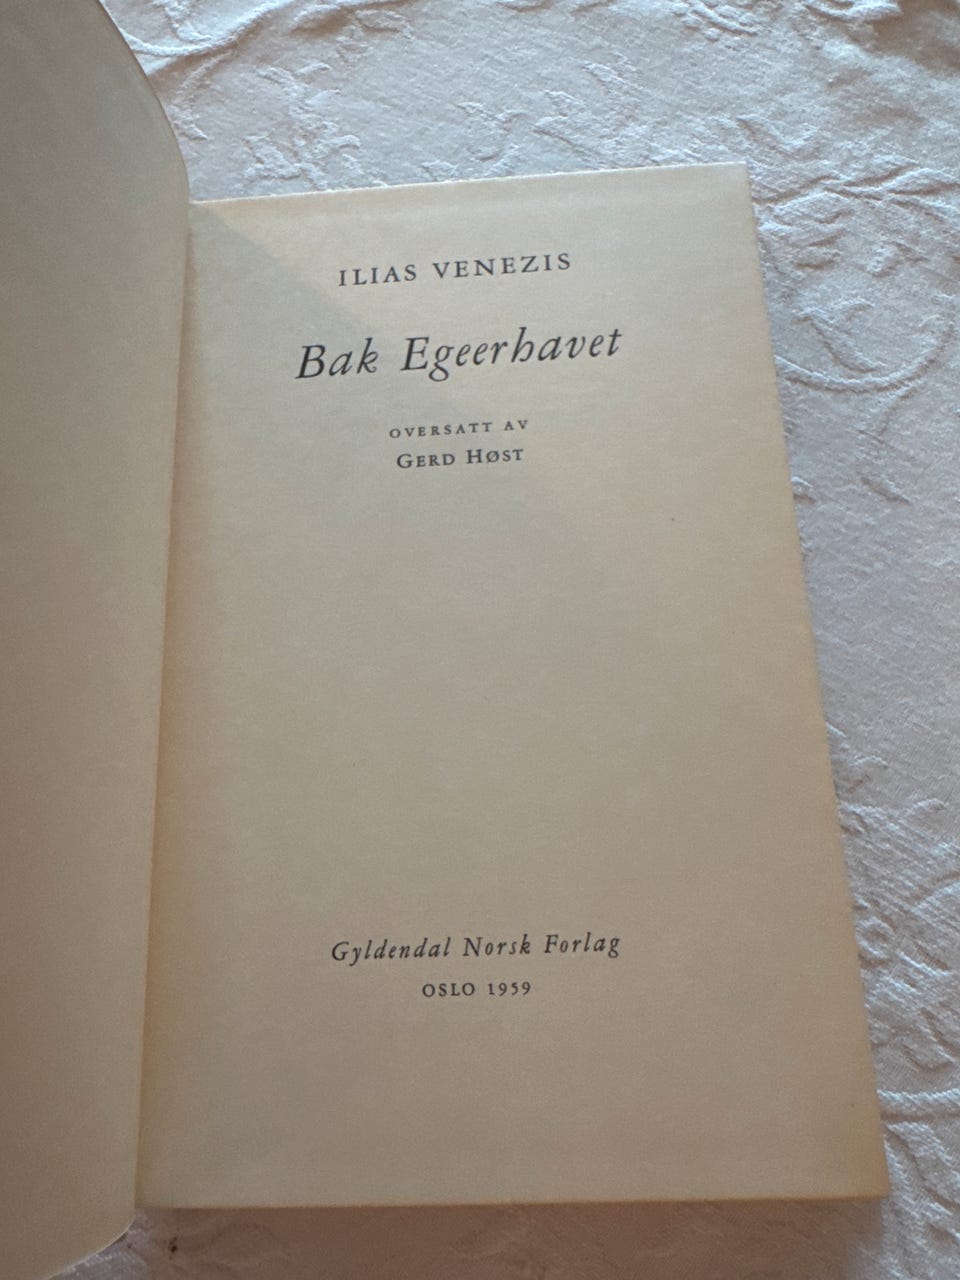 ILIAS VENEZIS
Bak Egeerhavet
OVERSATT AV
GERD HØST
Gyldendal Norsk Forlag
OSLO 1959